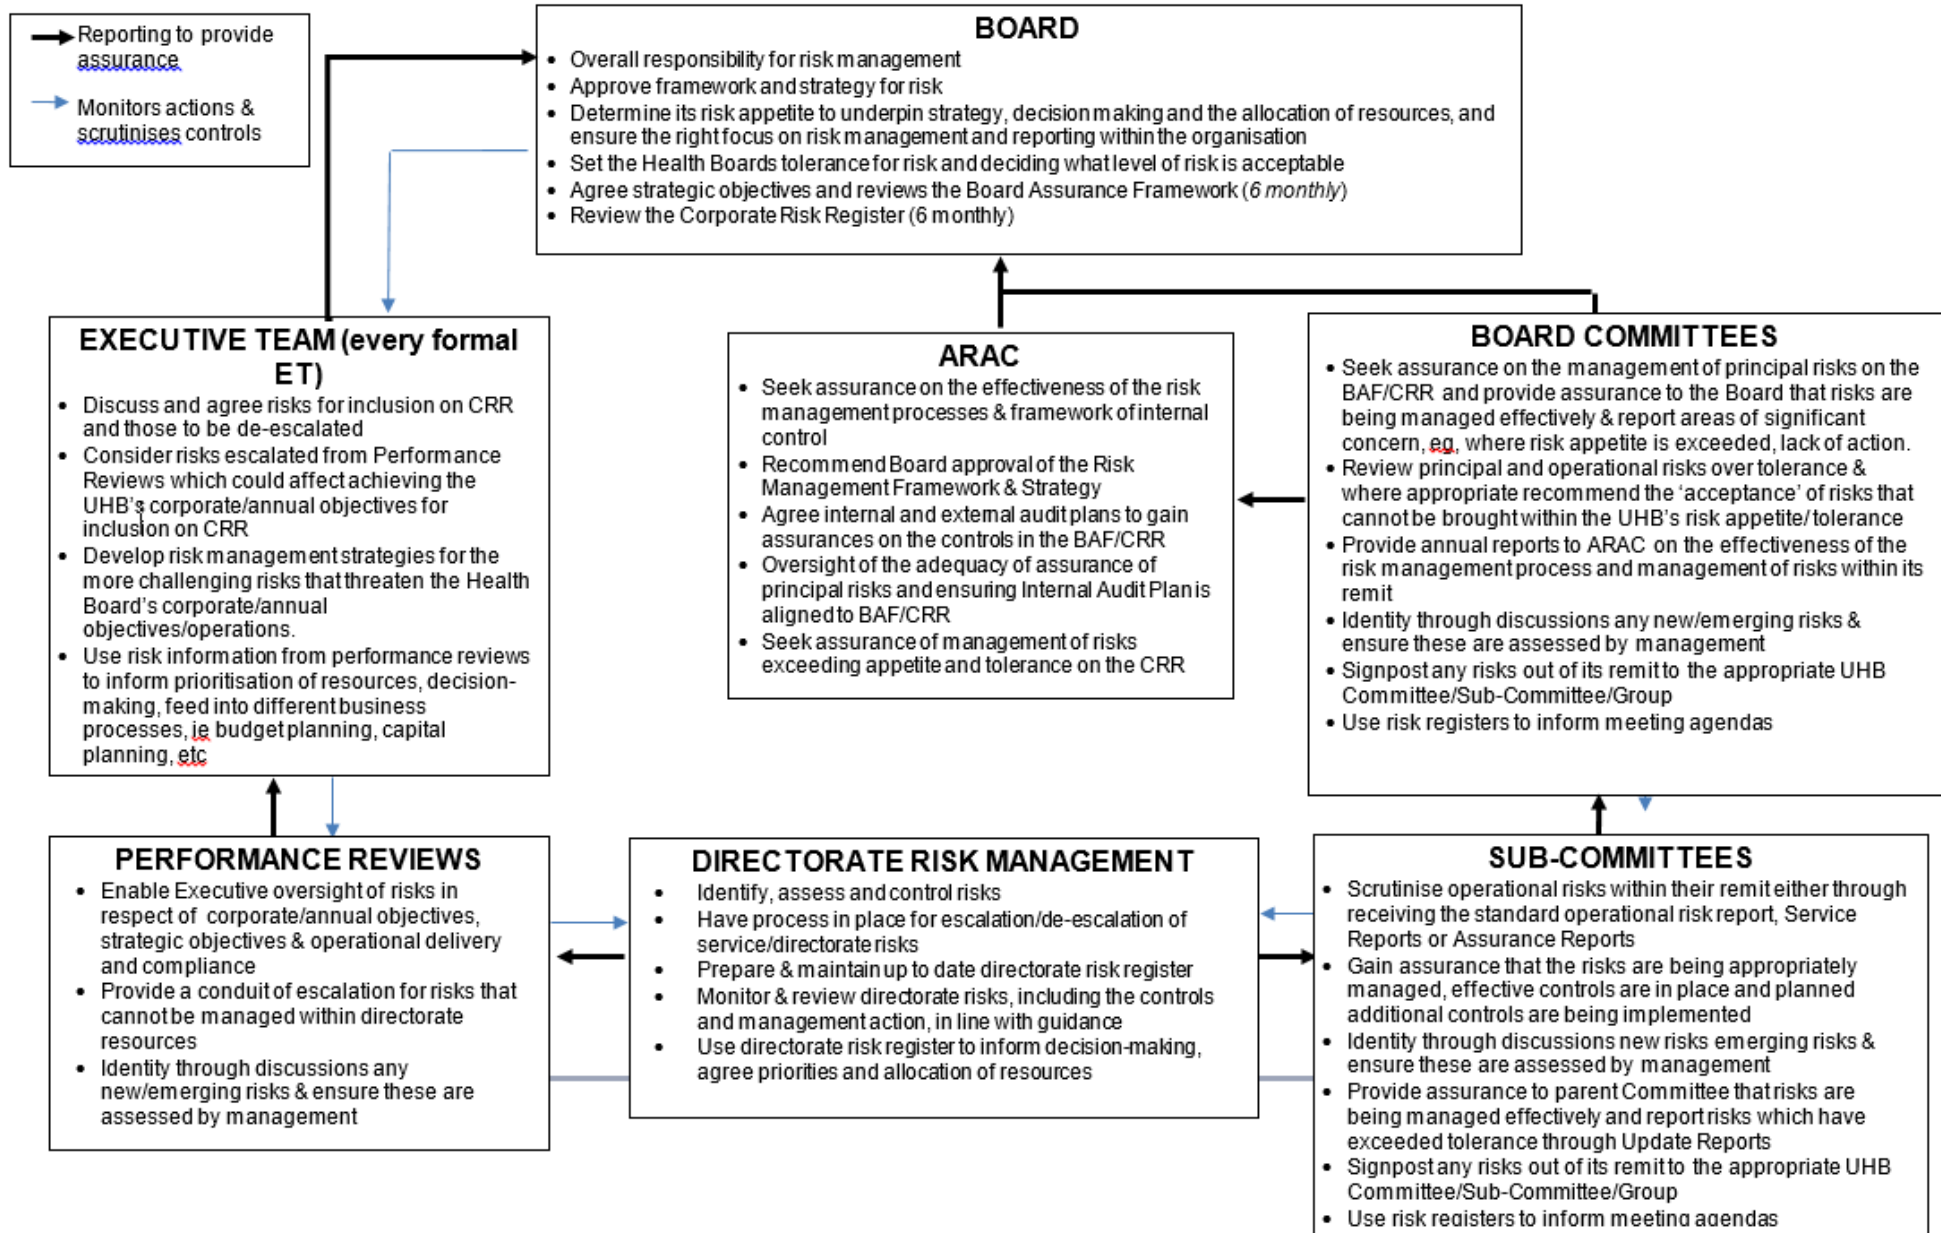 Reporting to provide
assurance
Monitors actions &
scrutinises controls
BOARD
• Overall responsibility for risk management
• Approve framework and strategy for risk
• Determine its risk appetite to underpin strategy, decision making and the allocation of resources, and
ensure the right focus on risk management and reporting within the organisation
• Set the Health Boards tolerance for risk and deciding what level of risk is acceptable
• Agree strategic objectives and reviews the Board Assurance Framework (6 monthly)
• Review the Corporate Risk Register (6 monthly)
EXECUTIVE TEAM (every formal
ET)
• Discuss and agree risks for inclusion on CRR
and those to be de-escalated
• Consider risks escalated from Performance
Reviews which could affect achieving the
UHB's corporate/annual objectives for
inclusion on CRR
• Develop risk management strategies for the
more challenging risks that threaten the Health
Board's corporate/annual
objectives/operations.
• Use risk information from performance reviews
to inform prioritisation of resources, decision-
making, feed into different business
processes, ie budget planning, capital
planning, etc
ARAC
• Seek assurance on the effectiveness of the risk
management processes & framework of internal
control
• Recommend Board approval of the Risk
Management Framework & Strategy
• Agree internal and external audit plans to gain
assurances on the controls in the BAF/CRR
• Oversight of the adequacy of assurance of
principal risks and ensuring Internal Audit Plan is
aligned to BAF/CRR
• Seek assurance of management of risks
exceeding appetite and tolerance on the CRR
BOARD COMMITTEES
• Seek assurance on the management of principal risks on the
BAF/CRR and provide assurance to the Board that risks are
being managed effectively & report areas of significant
concern, eg, where risk appetite is exceeded, lack of action.
• Review principal and operational risks over tolerance &
where appropriate recommend the 'acceptance' of risks that
cannot be brought within the UHB's risk appetite/ tolerance
• Provide annual reports to ARAC on the effectiveness of the
risk management process and management of risks within its
remit
• Identity through discussions any new/emerging risks &
ensure these are assessed by management
• Signpost any risks out of its remit to the appropriate UHB
Committee/Sub-Committee/Group
• Use risk registers to inform meeting agendas
PERFORMANCE REVIEWS
• Enable Executive oversight of risks in
respect of corporate/annual objectives,
strategic objectives & operational delivery
and compliance
• Provide a conduit of escalation for risks that
cannot be managed within directorate
resources
• Identity through discussions any
new/emerging risks & ensure these are
assessed by management
DIRECTORATE RISK MANAGEMENT
• Identify, assess and control risks
• Have process in place for escalation/de-escalation of
service/directorate risks
• Prepare & maintain up to date directorate risk register
• Monitor & review directorate risks, including the controls
and management action, in line with guidance
• Use directorate risk register to inform decision-making,
agree priorities and allocation of resources
SUB-COMMITTEES
• Scrutinise operational risks within their remit either through
receiving the standard operational risk report, Service
Reports or Assurance Reports
• Gain assurance that the risks are being appropriately
managed, effective controls are in place and planned
additional controls are being implemented
• Identity through discussions new risks emerging risks &
ensure these are assessed by management
• Provide assurance to parent Committee that risks are
being managed effectively and report risks which have
exceeded tolerance through Update Reports
• Signpost any risks out of its remit to the appropriate UHB
Committee/Sub-Committee/Group
• Use risk registers to inform meeting agendas